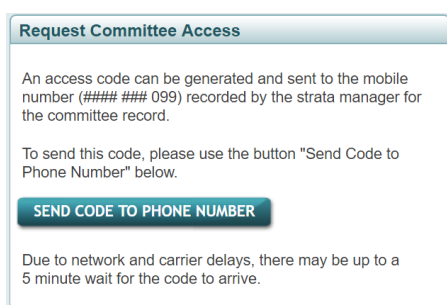 Request Committee Access
An access code can be generated and sent to the mobile
number (#### ### 099) recorded by the strata manager for
the committee record.
To send this code, please use the button "Send Code to
Phone Number" below.
SEND CODE TO PHONE NUMBER
Due to network and carrier delays, there may be up to a
5 minute wait for the code to arrive.